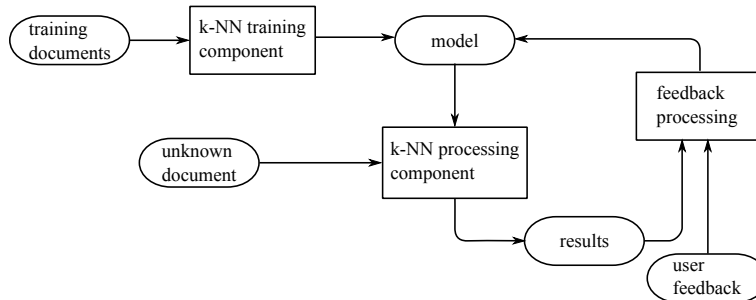 training
documents
k-NN training
component
model
feedback
processing
unknown
document
k-NN processing
component
results
user
feedback